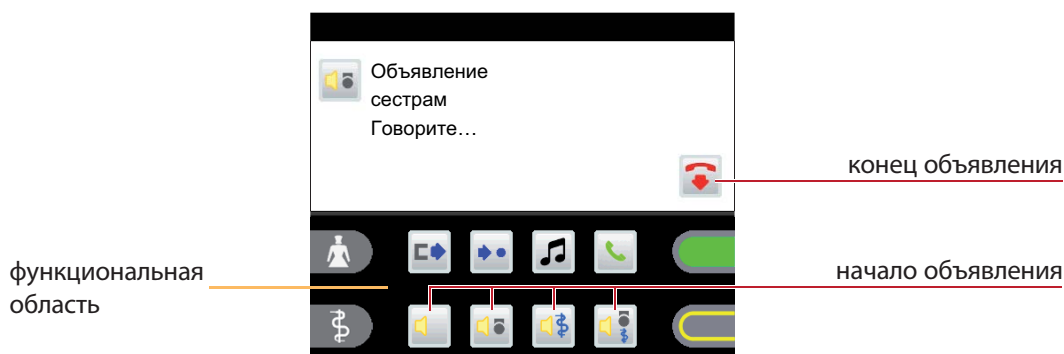 Объявление
сестрам
Говорите…
конец объявления
функциональная
область
начало объявления